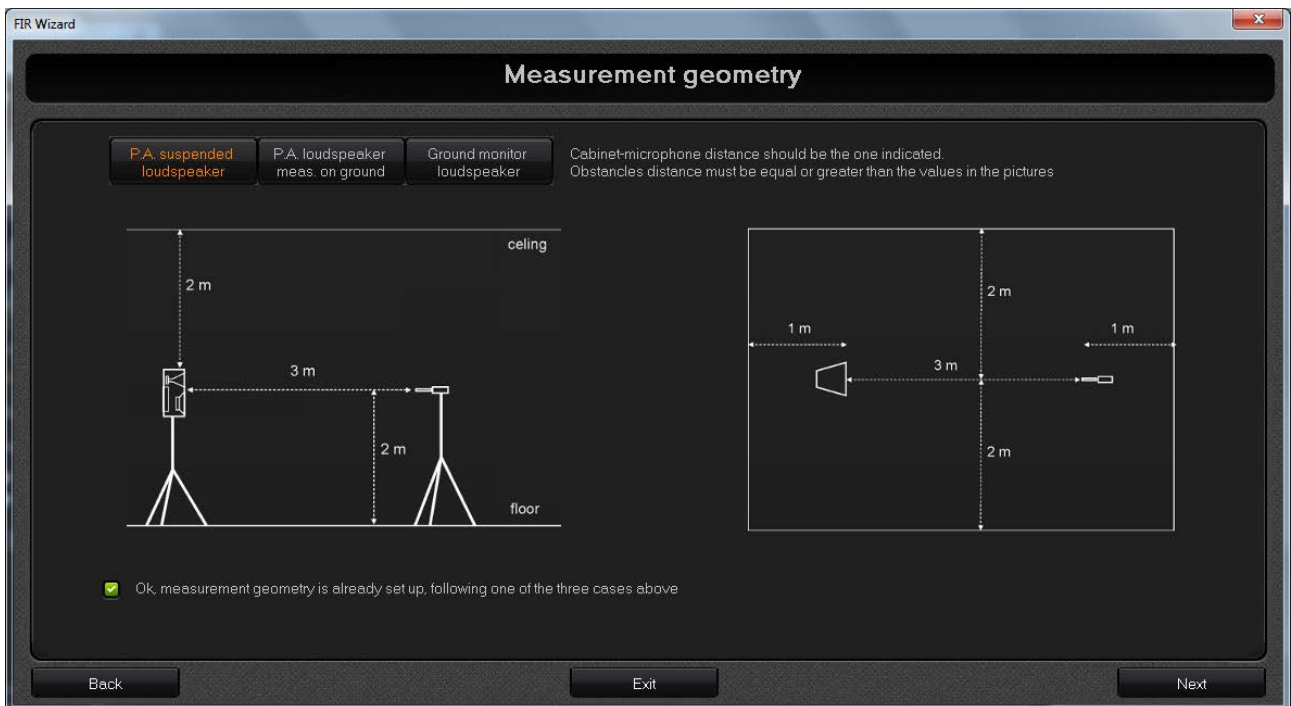 FIR Wizard
Measurement geometry
P.A. suspended
loudspeaker
P.A. loudspeaker
meas. on ground
Ground monitor
loudspeaker
Cabinet-microphone distance should be the one indicated.
Obstancles distance must be equal or greater than the values in the pictures
celing
2 m
3 m
2 m
floor
2 m
1 m
1 m
3 m
2 m
Ok, measurement geometry is already set up, following one of the three cases above
Back
Exit
Next